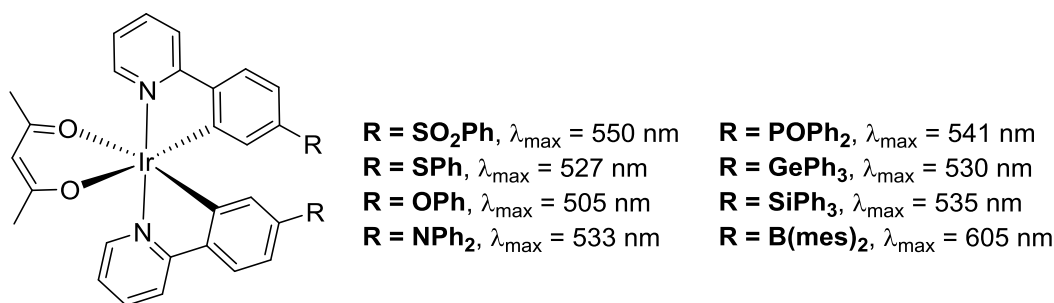 N
O
R
Ir
O
R
N
R = SO₂Ph, λmax = 550 nm
R = SPh, λmax = 527 nm
R = OPh, λmax = 505 nm
R = NPh₂, λmax = 533 nm
R = POPh₂, λmax = 541 nm
R = GePh₃, λmax = 530 nm
R = SiPh₃, λmax = 535 nm
R = B(mes)₂, λmax = 605 nm